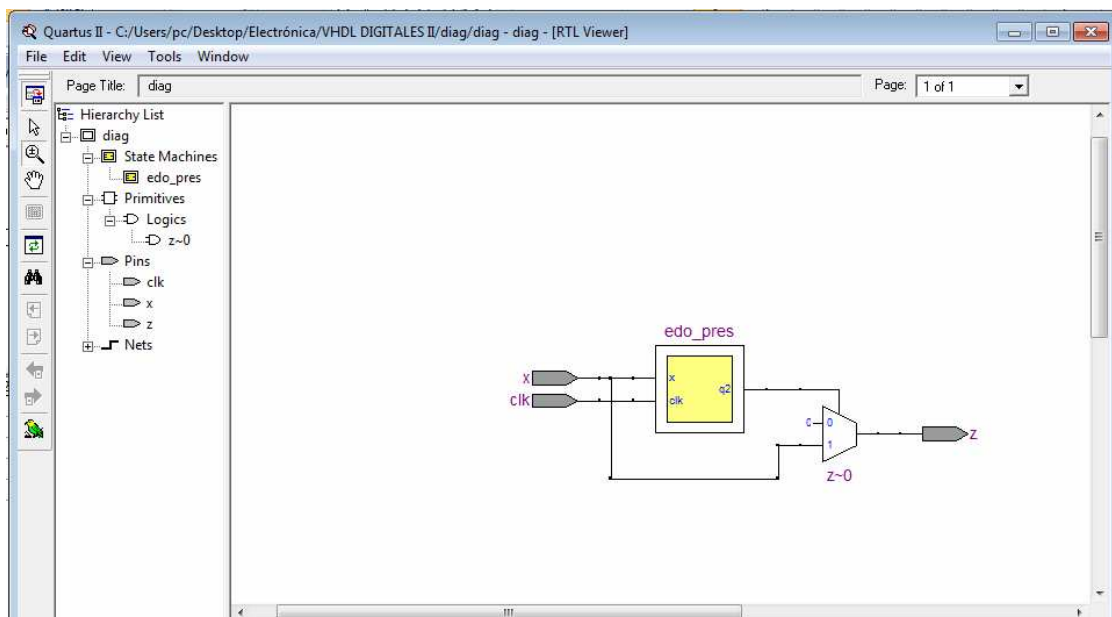 Quartus II - C:/Users/pc/Desktop/Electrónica/VHDL DIGITALES II/diag/diag - diag - [RTL Viewer]
File Edit View Tools Window
Page Title: diag Page: 1 of 1
Hierarchy List
diag
State Machines
edo_pres
Primitives
Logics
z~0
Pins
clk
x
z
Nets
edo_pres
x
clk
x
clk
q2
0
1
z
z~0